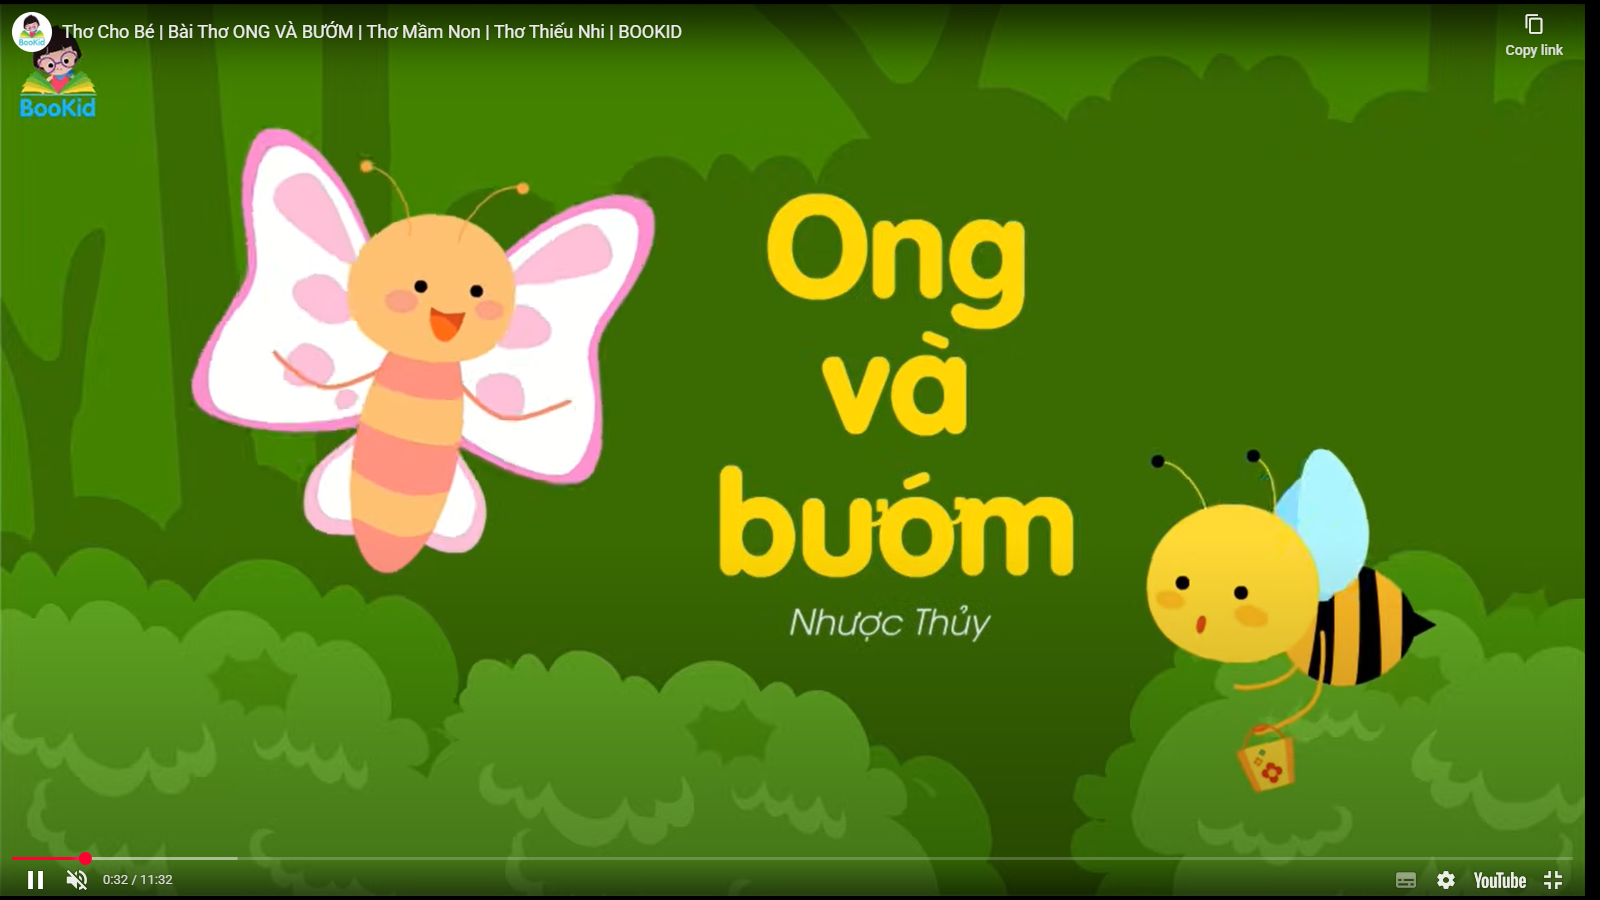 Thơ Cho Bé | Bài Thơ ONG VÀ BƯỚM | Thơ Mầm Non | Thơ Thiếu Nhi | BOOKID
Copy link
BooKid
BooKid
Ong
và
bướm
Nhược Thủy
0:32 / 11:32
YouTube